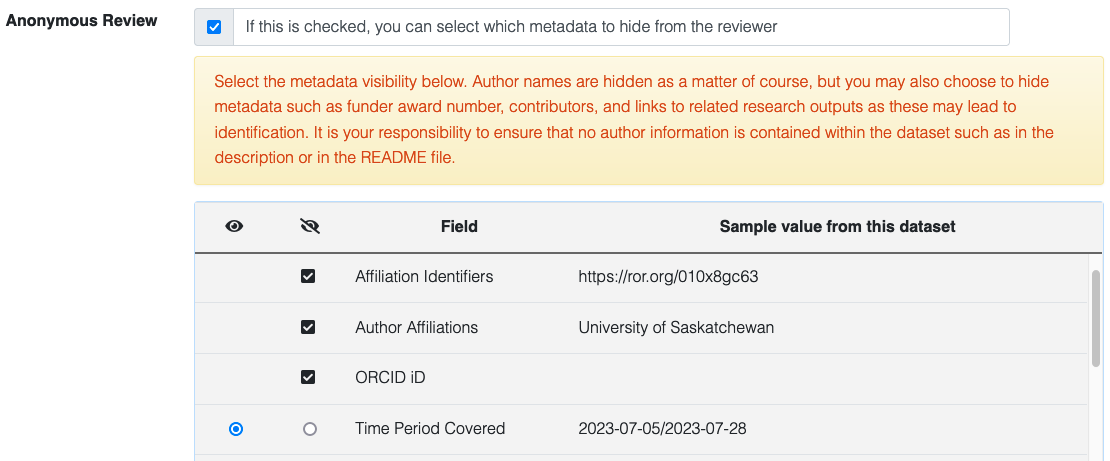 Anonymous Review
If this is checked, you can select which metadata to hide from the reviewer
Select the metadata visibility below. Author names are hidden as a matter of course, but you may also choose to hide
metadata such as funder award number, contributors, and links to related research outputs as these may lead to
identification. It is your responsibility to ensure that no author information is contained within the dataset such as in the
description or in the README file.
Field Sample value from this dataset
Affiliation Identifiers https://ror.org/010x8gc63
Author Affiliations University of Saskatchewan
ORCID iD
Time Period Covered 2023-07-05/2023-07-28